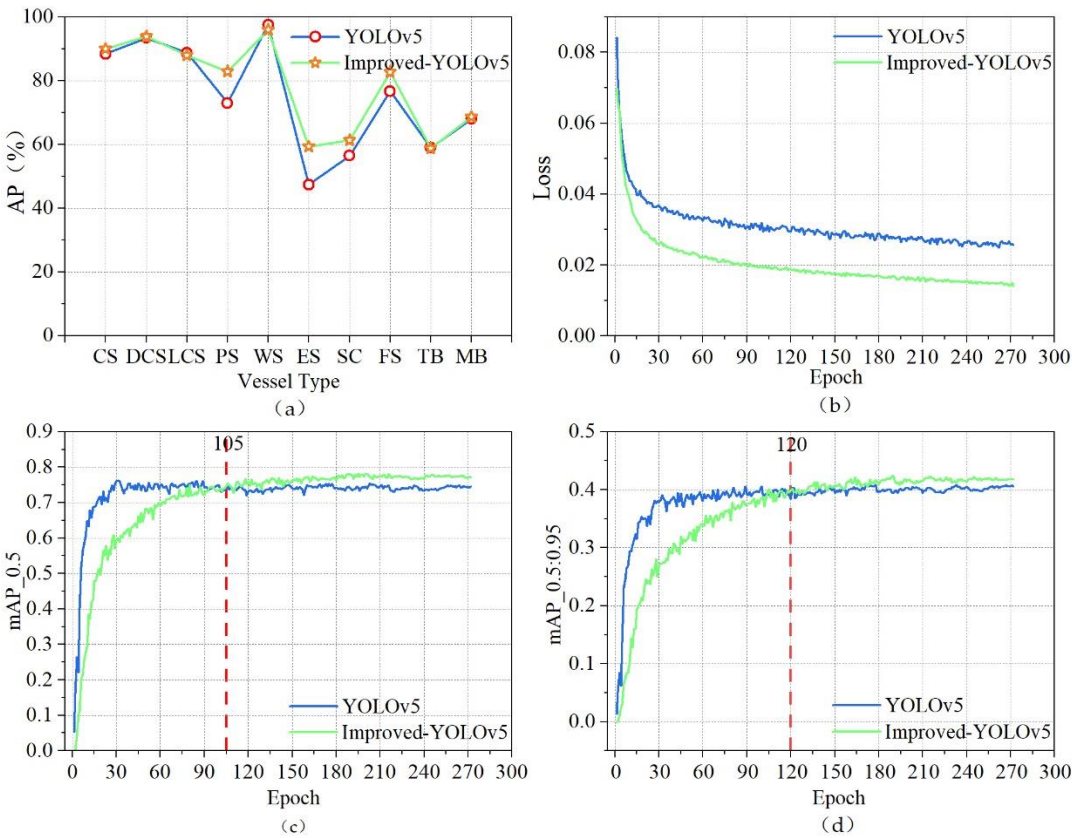 100
80
60
40
20
0
AP（%）
YOLOv5
Improved-YOLOv5
CS DCS LCS PS WS ES SC FS TB MB
Vessel Type
（a）
0.08
0.06
0.04
0.02
0.00
Loss
YOLOv5
Improved-YOLOv5
0 30 60 90 120 150 180 210 240 270 300
Epoch
（b）
0.9
0.8
0.7
0.6
0.5
0.4
0.3
0.2
0.1
0.0
mAP_0.5
105
YOLOv5
Improved-YOLOv5
0 30 60 90 120 150 180 210 240 270 300
Epoch
（c）
0.5
0.4
0.3
0.2
0.1
0.0
mAP_0.5:0.95
120
YOLOv5
Improved-YOLOv5
0 30 60 90 120 150 180 210 240 270 300
Epoch
（d）